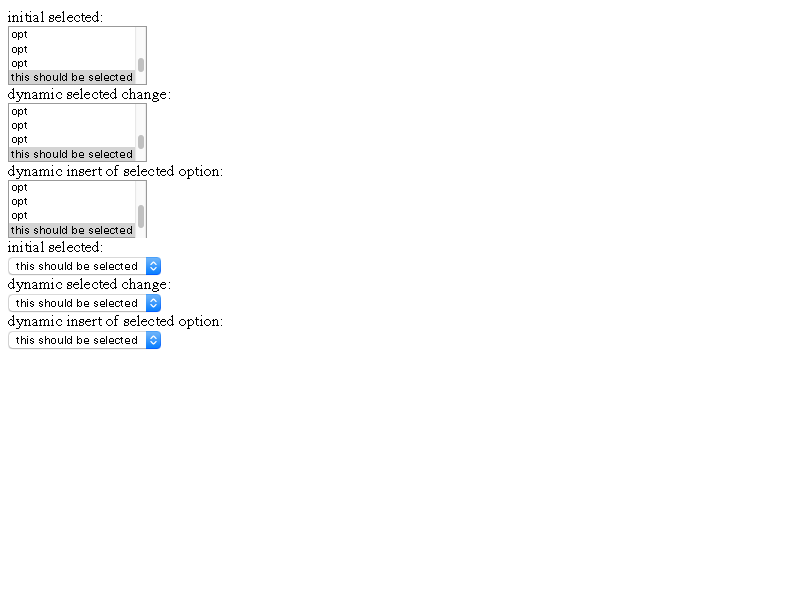 initial selected:
opt
opt
opt
this should be selected
dynamic selected change:
opt
opt
opt
this should be selected
dynamic insert of selected option:
opt
opt
opt
this should be selected
initial selected:
this should be selected
dynamic selected change:
this should be selected
dynamic insert of selected option:
this should be selected